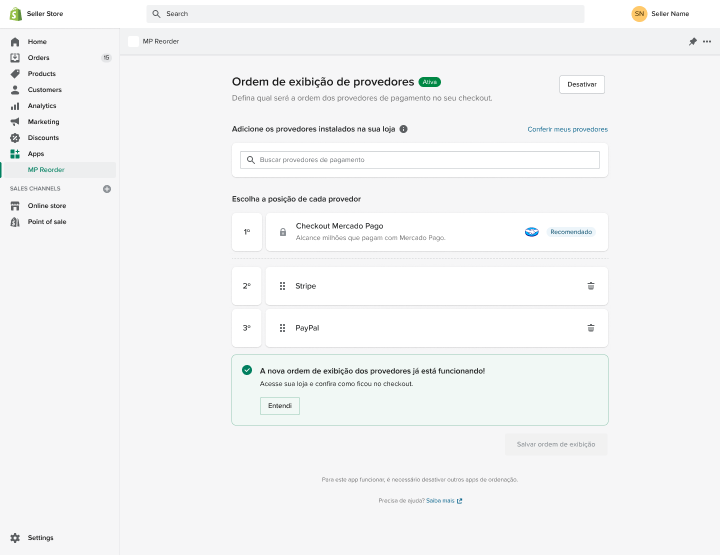 Seller Store
Search
SN
Seller Name
Home
Orders
15
Products
Customers
Analytics
Marketing
Discounts
Apps
MP Reorder
SALES CHANNELS
Online store
Point of sale
Settings
MP Reorder
Ordem de exibição de provedores
Ativa
Desativar
Defina qual será a ordem dos provedores de pagamento no seu checkout.
Adicione os provedores instalados na sua loja
Conferir meus provedores
Buscar provedores de pagamento
Escolha a posição de cada provedor
1º
Checkout Mercado Pago
Alcance milhões que pagam com Mercado Pago.
Recomendado
2º
Stripe
3º
PayPal
A nova ordem de exibição dos provedores já está funcionando!
Acesse sua loja e confira como ficou no checkout.
Entendi
Salvar ordem de exibição
Para este app funcionar, é necessário desativar outros apps de ordenação.
Precisa de ajuda? Saiba mais